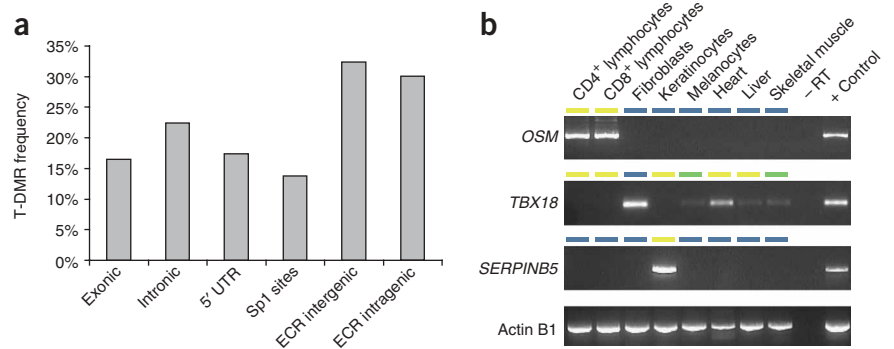 a
35%
30%
25%
20%
15%
10%
5%
0%
T-DMR frequency
Exonic
Intronic
5′ UTR
Sp1 sites
ECR intergenic
ECR intragenic
b
CD4+ lymphocytes
CD8+ lymphocytes
Fibroblasts
Keratinocytes
Melanocytes
Heart
Liver
Skeletal muscle
– RT
+ Control
OSM
TBX18
SERPINB5
Actin B1